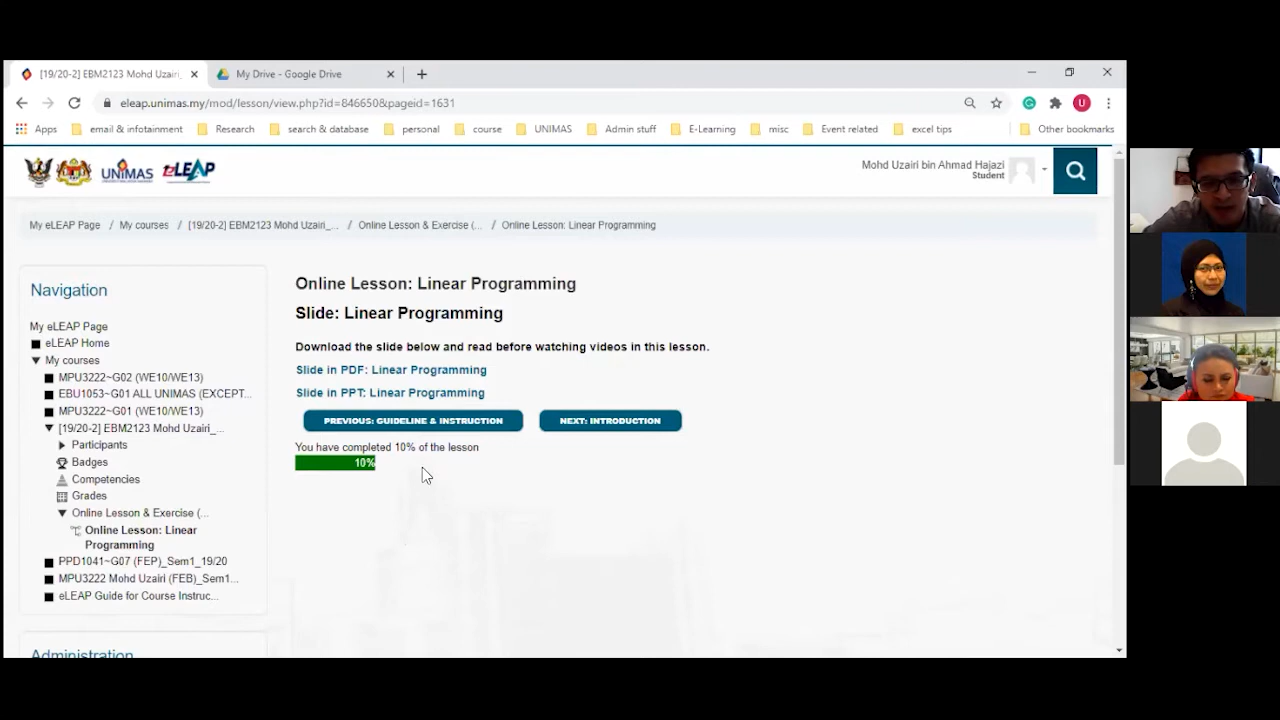 [19/20-2] EBM2123 Mohd Uzairi_
My Drive - Google Drive
eleap.unimas.my/mod/lesson/view.php?id=846650&pageid=1631
U
Apps
email & infotainment
Research
search & database
personal
course
UNIMAS
Admin stuff
E-Learning
misc
Event related
excel tips
Other bookmarks
UNIMAS
eLEAP
Mohd Uzairi bin Ahmad Hajazi
Student
My eLEAP Page / My courses / [19/20-2] EBM2123 Mohd Uzairi_... / Online Lesson & Exercise (... / Online Lesson: Linear Programming
Navigation
My eLEAP Page
eLEAP Home
My courses
MPU3222~G02 (WE10/WE13)
EBU1053~G01 ALL UNIMAS (EXCEPT...
MPU3222~G01 (WE10/WE13)
[19/20-2] EBM2123 Mohd Uzairi_...
Participants
Badges
Competencies
Grades
Online Lesson & Exercise (...
Online Lesson: Linear
Programming
PPD1041~G07 (FEP)_Sem1_19/20
MPU3222 Mohd Uzairi (FEB)_Sem1...
eLEAP Guide for Course Instruc...
Administration
Online Lesson: Linear Programming
Slide: Linear Programming
Download the slide below and read before watching videos in this lesson.
Slide in PDF: Linear Programming
Slide in PPT: Linear Programming
PREVIOUS: GUIDELINE & INSTRUCTION
NEXT: INTRODUCTION
You have completed 10% of the lesson
10%